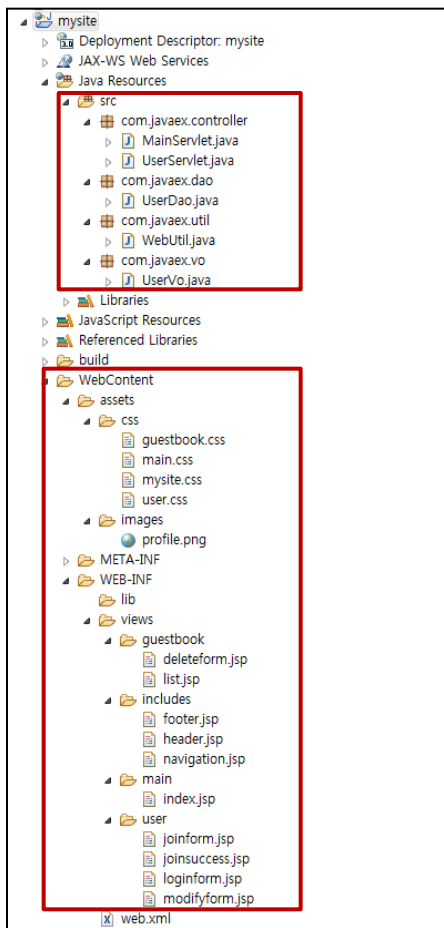 mysite
3.0 Deployment Descriptor: mysite
JAX-WS Web Services
Java Resources
src
com.javaex.controller
J MainServlet.java
J UserServlet.java
com.javaex.dao
J UserDao.java
com.javaex.util
J WebUtil.java
com.javaex.vo
J UserVo.java
Libraries
JavaScript Resources
Referenced Libraries
build
WebContent
assets
css
guestbook.css
main.css
mysite.css
user.css
images
profile.png
META-INF
WEB-INF
lib
views
guestbook
deleteform.jsp
list.jsp
includes
footer.jsp
header.jsp
navigation.jsp
main
index.jsp
user
joinform.jsp
joinsuccess.jsp
loginform.jsp
modifyform.jsp
x web.xml